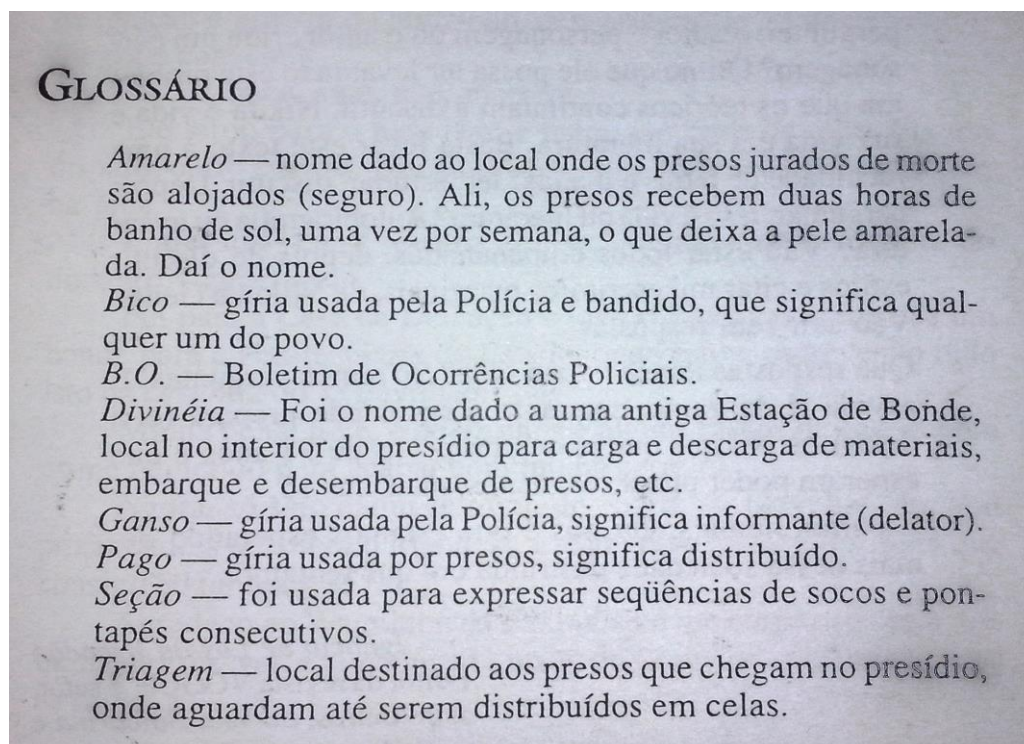 GLOSSÁRIO
Amarelo — nome dado ao local onde os presos jurados de morte
são alojados (seguro). Ali, os presos recebem duas horas de
banho de sol, uma vez por semana, o que deixa a pele amarela-
da. Daí o nome.
Bico — gíria usada pela Polícia e bandido, que significa qual-
quer um do povo.
B.O. — Boletim de Ocorrências Policiais.
Divinéia — Foi o nome dado a uma antiga Estação de Bonde,
local no interior do presídio para carga e descarga de materiais,
embarque e desembarque de presos, etc.
Ganso — gíria usada pela Polícia, significa informante (delator).
Pago — gíria usada por presos, significa distribuído.
Seção — foi usada para expressar seqüências de socos e pon-
tapés consecutivos.
Triagem — local destinado aos presos que chegam no presídio,
onde aguardam até serem distribuídos em celas.